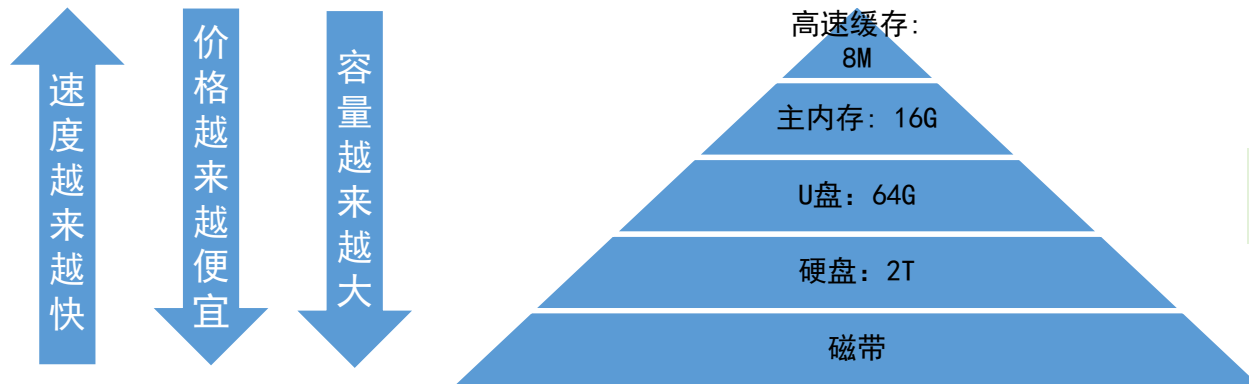 速度越来越快
价格越来越便宜
容量越来越大
高速缓存:
8M
主内存: 16G
U盘：64G
硬盘：2T
磁带